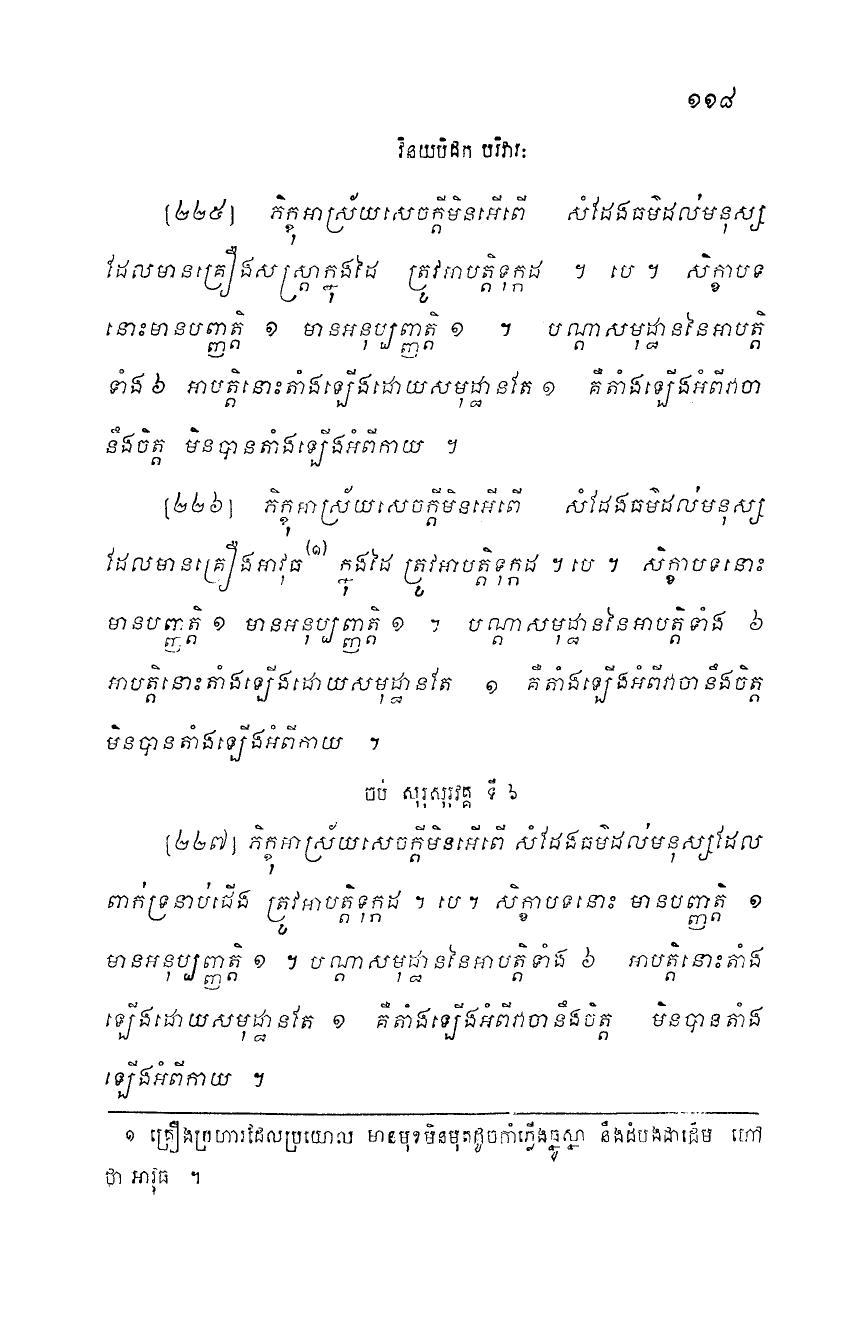 ១១៨
វិនយបិដក បរិវារៈ
[២២៥] ភិក្ខុអាស្រ័យសេចក្តីមិនអើពើ សំដែងធម៌ដល់មនុស្ស
ដែលមានគ្រឿងសស្ត្រាក្នុងដៃ ត្រូវអាបត្តិទុក្កដ ។ បេ ។ សិក្ខាបទ
នោះមានបញ្ញត្តិ ១ មានអនុប្បញ្ញត្តិ ១ ។ បណ្តាសមុដ្ឋាននៃអាបត្តិ
ទាំង ៦ អាបត្តិនោះតាំងឡើងដោយសមុដ្ឋានតែ ១ គឺតាំងឡើងអំពីវាចា
នឹងចិត្ត មិនបានតាំងឡើងអំពីកាយ ។
[២២៦] ភិក្ខុអាស្រ័យសេចក្តីមិនអើពើ សំដែងធម៌ដល់មនុស្ស
ដែលមានគ្រឿងអាវុធ(១) ក្នុងដៃ ត្រូវអាបត្តិទុក្កដ ។ បេ ។ សិក្ខាបទនោះ
មានបញ្ញត្តិ ១ មានអនុប្បញ្ញត្តិ ១ ។ បណ្តាសមុដ្ឋាននៃអាបត្តិទាំង ៦
អាបត្តិនោះតាំងឡើងដោយសមុដ្ឋានតែ ១ គឺតាំងឡើងអំពីវាចានឹងចិត្ត
មិនបានតាំងឡើងអំពីកាយ ។
ចប់ សុរុសុរុវគ្គ ទី ៦
[២២៧] ភិក្ខុអាស្រ័យសេចក្តីមិនអើពើ សំដែងធម៌ដល់មនុស្សដែល
ពាក់ទ្រនាប់ជើង ត្រូវអាបត្តិទុក្កដ ។ បេ ។ សិក្ខាបទនោះ មានបញ្ញត្តិ ១
មានអនុប្បញ្ញត្តិ ១ ។ បណ្តាសមុដ្ឋាននៃអាបត្តិទាំង ៦ អាបត្តិនោះតាំង
ឡើងដោយសមុដ្ឋានតែ ១ គឺតាំងឡើងអំពីវាចានឹងចិត្ត មិនបានតាំង
ឡើងអំពីកាយ ។
១ គ្រឿងប្រហារដែលប្រយោល មានមុខមិនមុតដូចកាំភ្លើងធ្នូស្នា នឹងដំបងជាដើម ហៅ
ថា អាវុធ ។